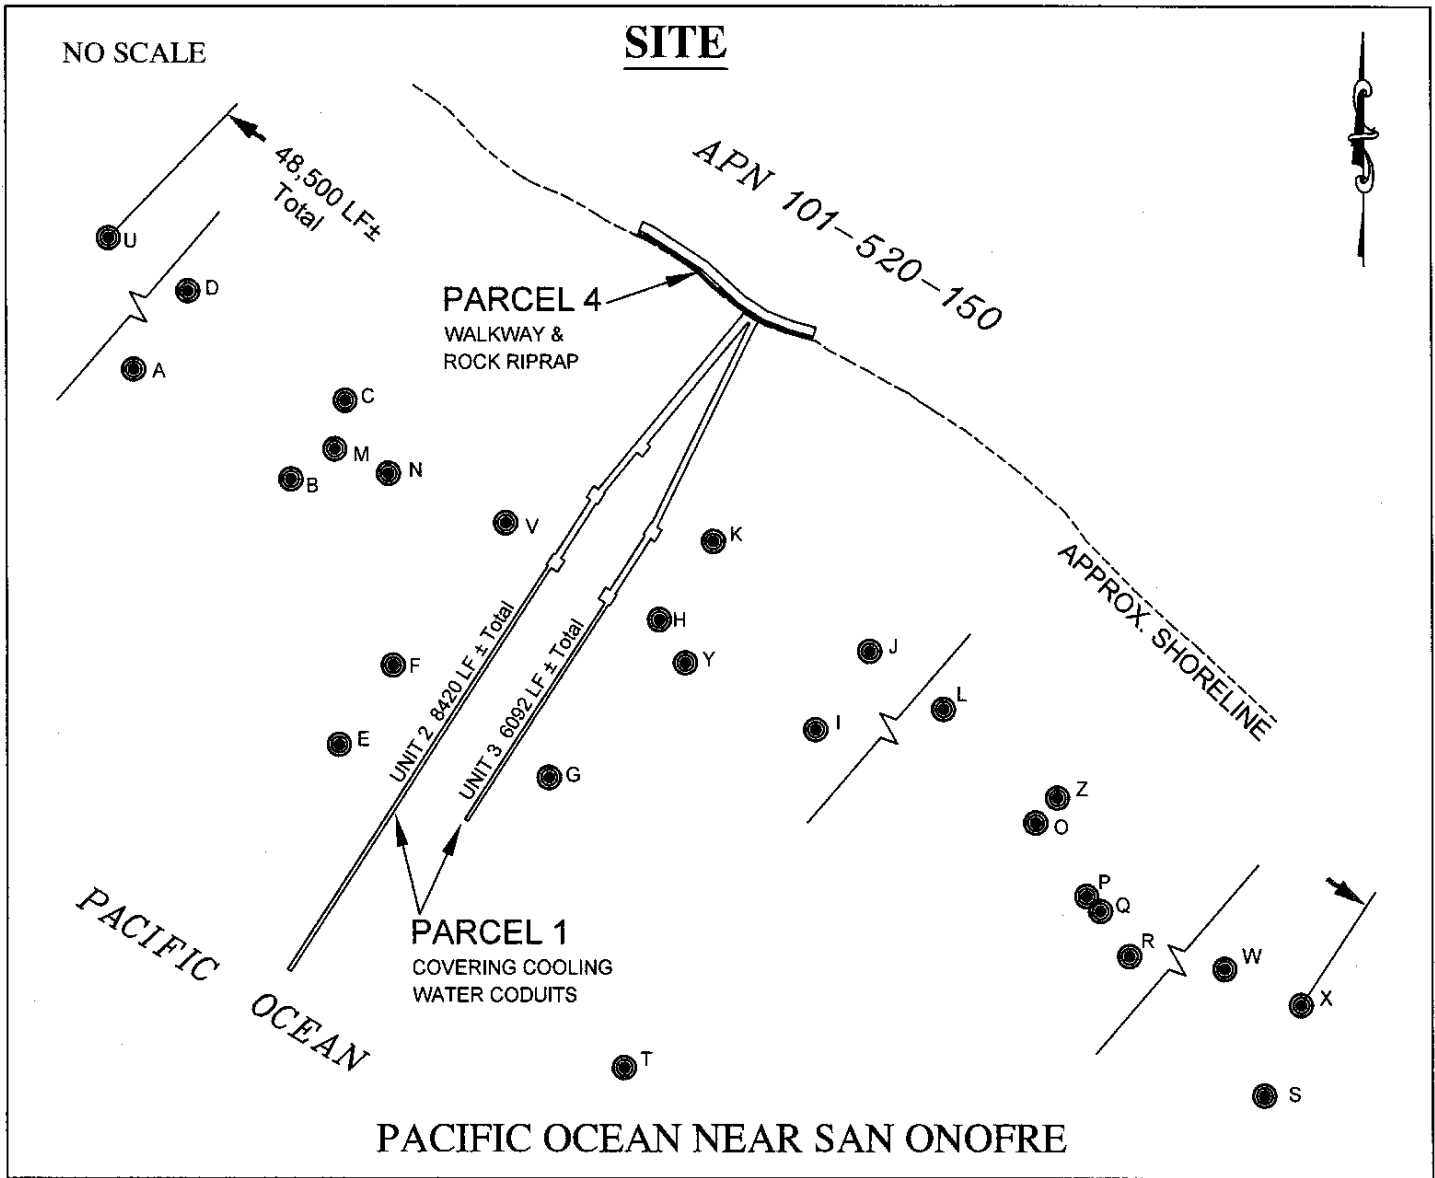 NO SCALE
SITE
48,500 LF±
Total
APN 101-520-150
U
D
A
C
M
N
B
V
PARCEL 4
WALKWAY &
ROCK RIPRAP
K
H
Y
J
L
I
F
E
G
UNIT 2 8420 LF ± Total
UNIT 3 6092 LF ± Total
APPROX. SHORELINE
Z
O
P
Q
R
W
X
S
T
PARCEL 1
COVERING COOLING
WATER CODUITS
PACIFIC OCEAN
PACIFIC OCEAN NEAR SAN ONOFRE